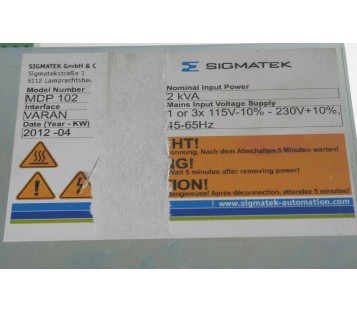 SIGMATEK GmbH & C
Sigmatekstraße 1
5112 Lamprechtshau
Model Number
MDP 102
Interface
VARAN
Date (Year - KW)
2012 -04
SIGMATEK
Nominal Input Power
2 kVA
Mains Input Voltage Supply
1 or 3x 115V-10% - 230V+10%,
45-65Hz
HT!
rennung. Nach dem Abschalten 5 Minuten warten!
NG!
Wait 5 minutes after removing power!
TION!
dangereuse! Après déconnection, attendez 5 minutes!
www.sigmatek-automation.com